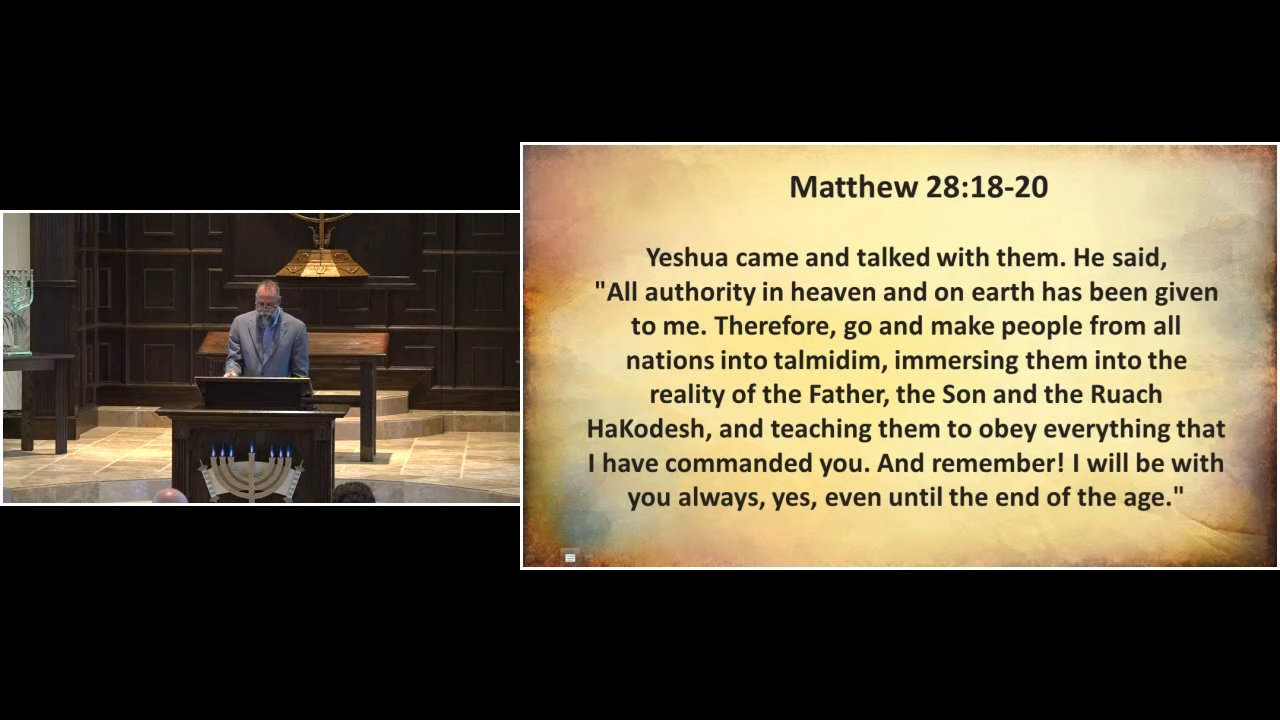 Matthew 28:18-20
Yeshua came and talked with them. He said,
"All authority in heaven and on earth has been given
to me. Therefore, go and make people from all
nations into talmidim, immersing them into the
reality of the Father, the Son and the Ruach
HaKodesh, and teaching them to obey everything that
I have commanded you. And remember! I will be with
you always, yes, even until the end of the age."